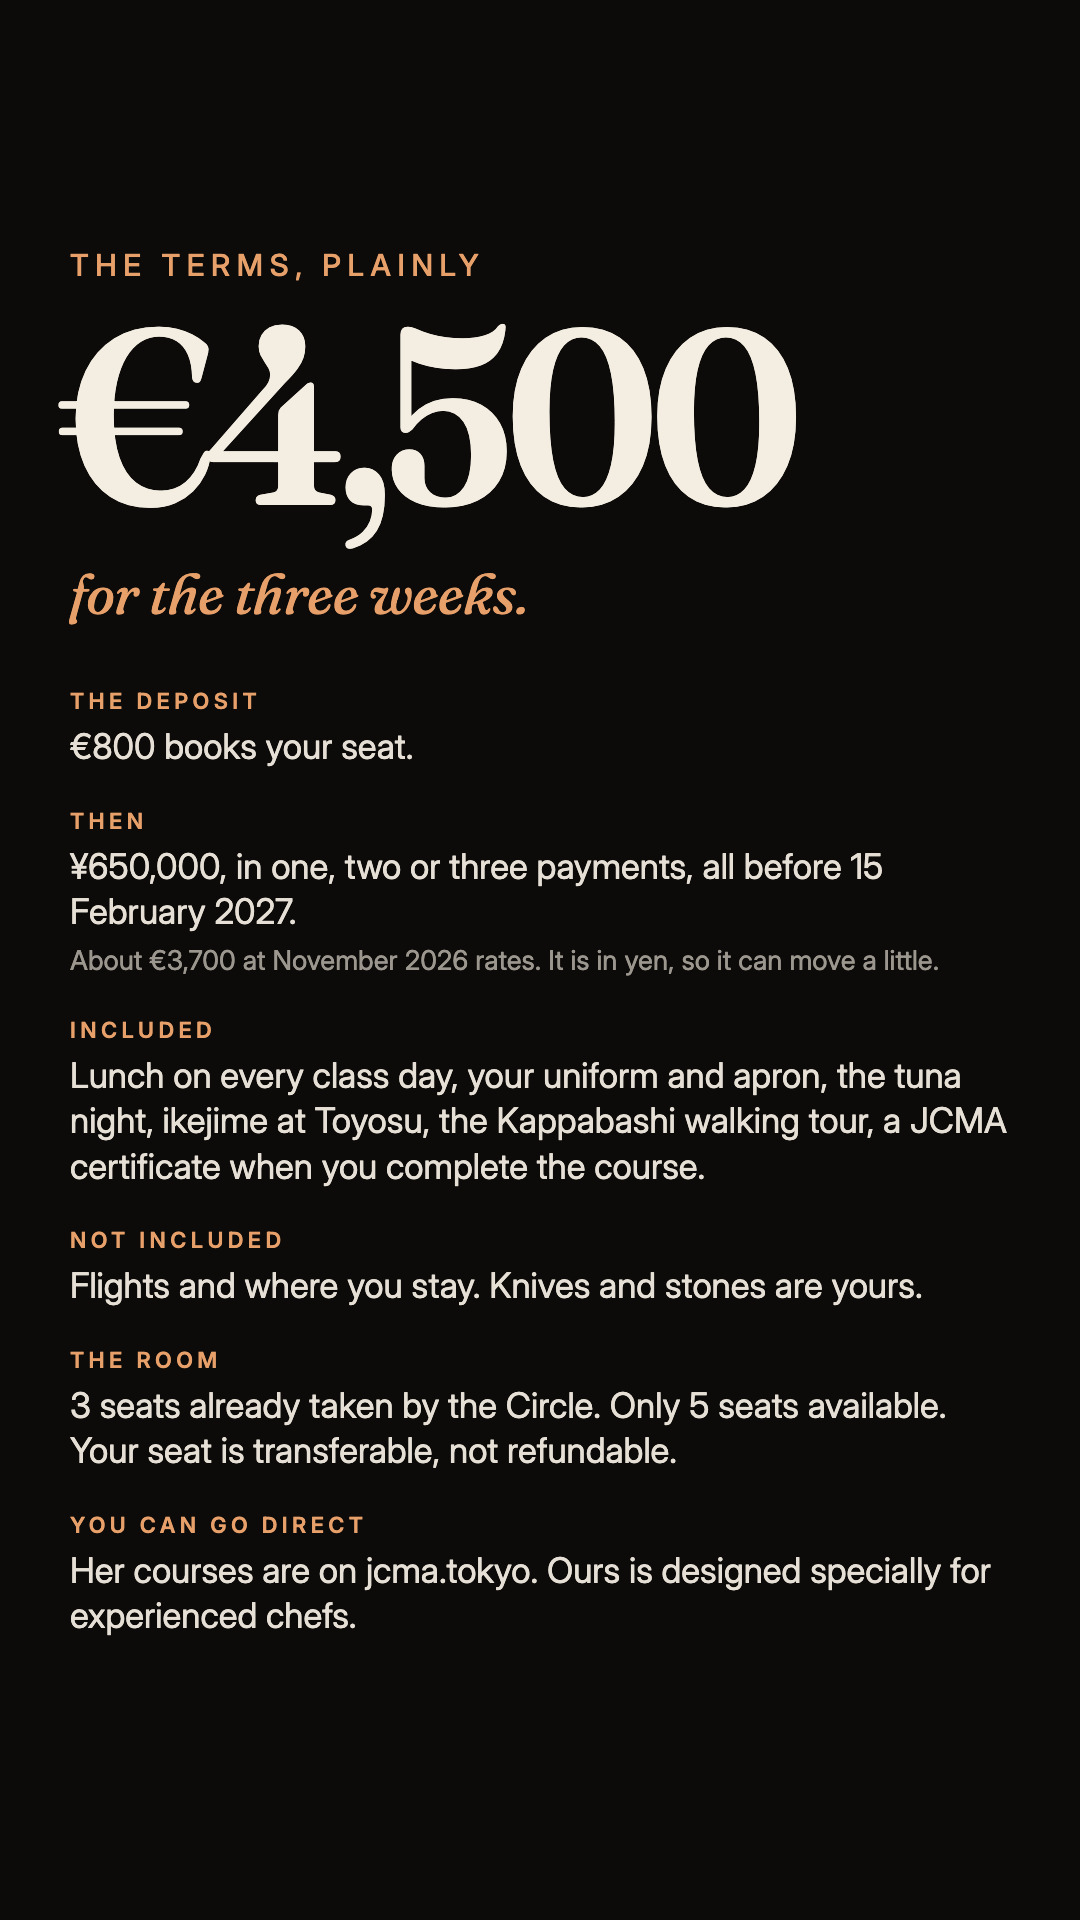 THE TERMS, PLAINLY
€4,500
for the three weeks.
THE DEPOSIT
€800 books your seat.
THEN
¥650,000, in one, two or three payments, all before 15
February 2027.
About €3,700 at November 2026 rates. It is in yen, so it can move a little.
INCLUDED
Lunch on every class day, your uniform and apron, the tuna
night, ikejime at Toyosu, the Kappabashi walking tour, a JCMA
certificate when you complete the course.
NOT INCLUDED
Flights and where you stay. Knives and stones are yours.
THE ROOM
3 seats already taken by the Circle. Only 5 seats available.
Your seat is transferable, not refundable.
YOU CAN GO DIRECT
Her courses are on jcma.tokyo. Ours is designed specially for
experienced chefs.